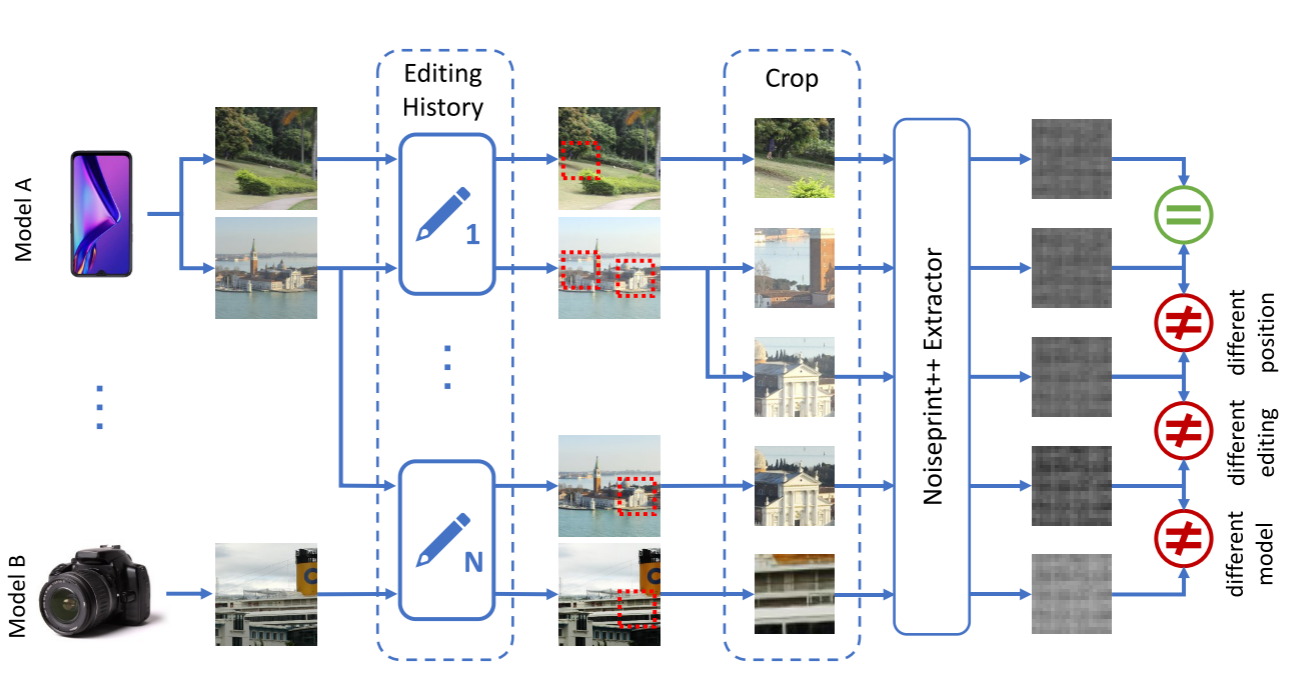 Editing
History
Crop
Model A
1
Noiseprint++ Extractor
=
≠
different
position
≠
different
editing
N
≠
different
model
Model B